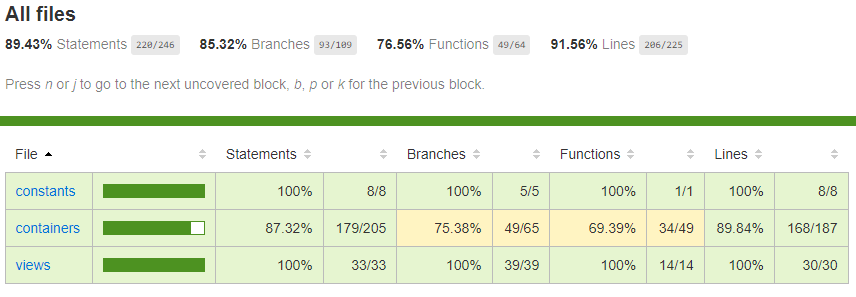 All files
89.43% Statements 220/246 85.32% Branches 93/109 76.56% Functions 49/64 91.56% Lines 206/225
Press n or j to go to the next uncovered block, b, p or k for the previous block.
File Statements Branches Functions Lines
constants 100% 8/8 100% 5/5 100% 1/1 100% 8/8
containers 87.32% 179/205 75.38% 49/65 69.39% 34/49 89.84% 168/187
views 100% 33/33 100% 39/39 100% 14/14 100% 30/30